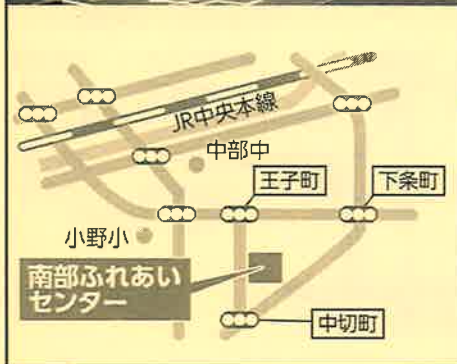 JR中央本線
中部中
王子町
下条町
小野小
南部ふれあい
センター
中切町